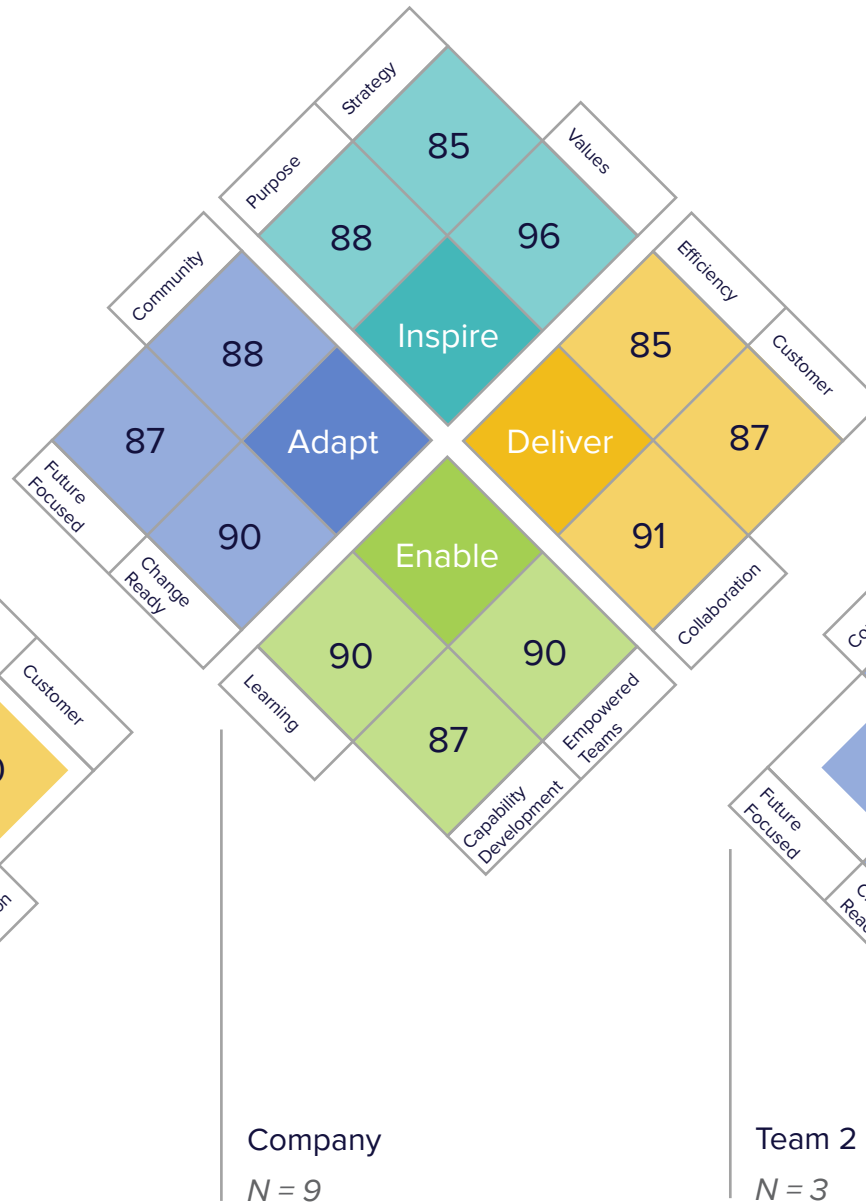 Strategy
Purpose
85
Values
88
96
Inspire
Community
Efficiency
88
85
Customer
87
Adapt
Deliver
87
Future
Focused
90
91
Change
Ready
Enable
Collaboration
90
90
Learning
87
Empowered
Teams
Capability
Development
Customer
Future
Focused
Company
N = 9
Team 2
N = 3